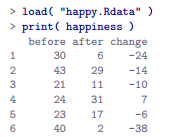 > load( "happy.Rdata" )
> print( happiness )
before after change
1 30 6 -24
2 43 29 -14
3 21 11 -10
4 24 31 7
5 23 17 -6
6 40 2 -38